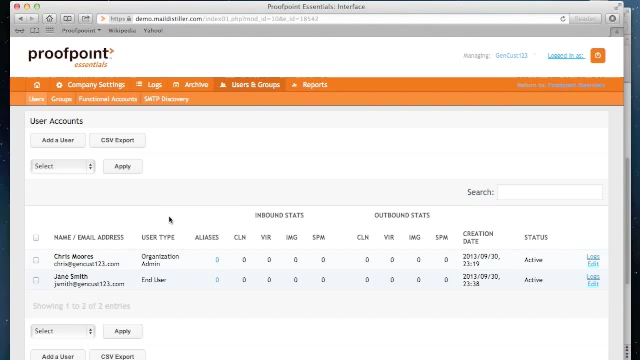 Proofpoint Essentials: Interface
https demo.maildistiller.com/index01.php?mod_id=10&e_id=18542
Reader
Proofpoint Wikipedia Yahoo!
proofpoint
essentials
Managing: GenCust123 Logged in as:
Company Settings Logs Archive Users & Groups Reports Return to Proofpoint Essentials
Users Groups Functional Accounts SMTP Discovery
User Accounts
Add a User CSV Export
Select Apply
Search:
INBOUND STATS OUTBOUND STATS
NAME / EMAIL ADDRESS USER TYPE ALIASES CLN VIR IMG SPM CLN VIR IMG SPM CREATION DATE STATUS
Chris Moores Organization 2013/09/30, Logs
chris@gencust123.com Admin 0 0 0 0 0 0 0 0 0 23:19 Active Edit
Jane Smith 2013/09/30, Logs
jsmith@gencust123.com End User 0 0 0 0 0 0 0 0 0 23:38 Active Edit
Showing 1 to 2 of 2 entries
Select Apply
Add a User CSV Export